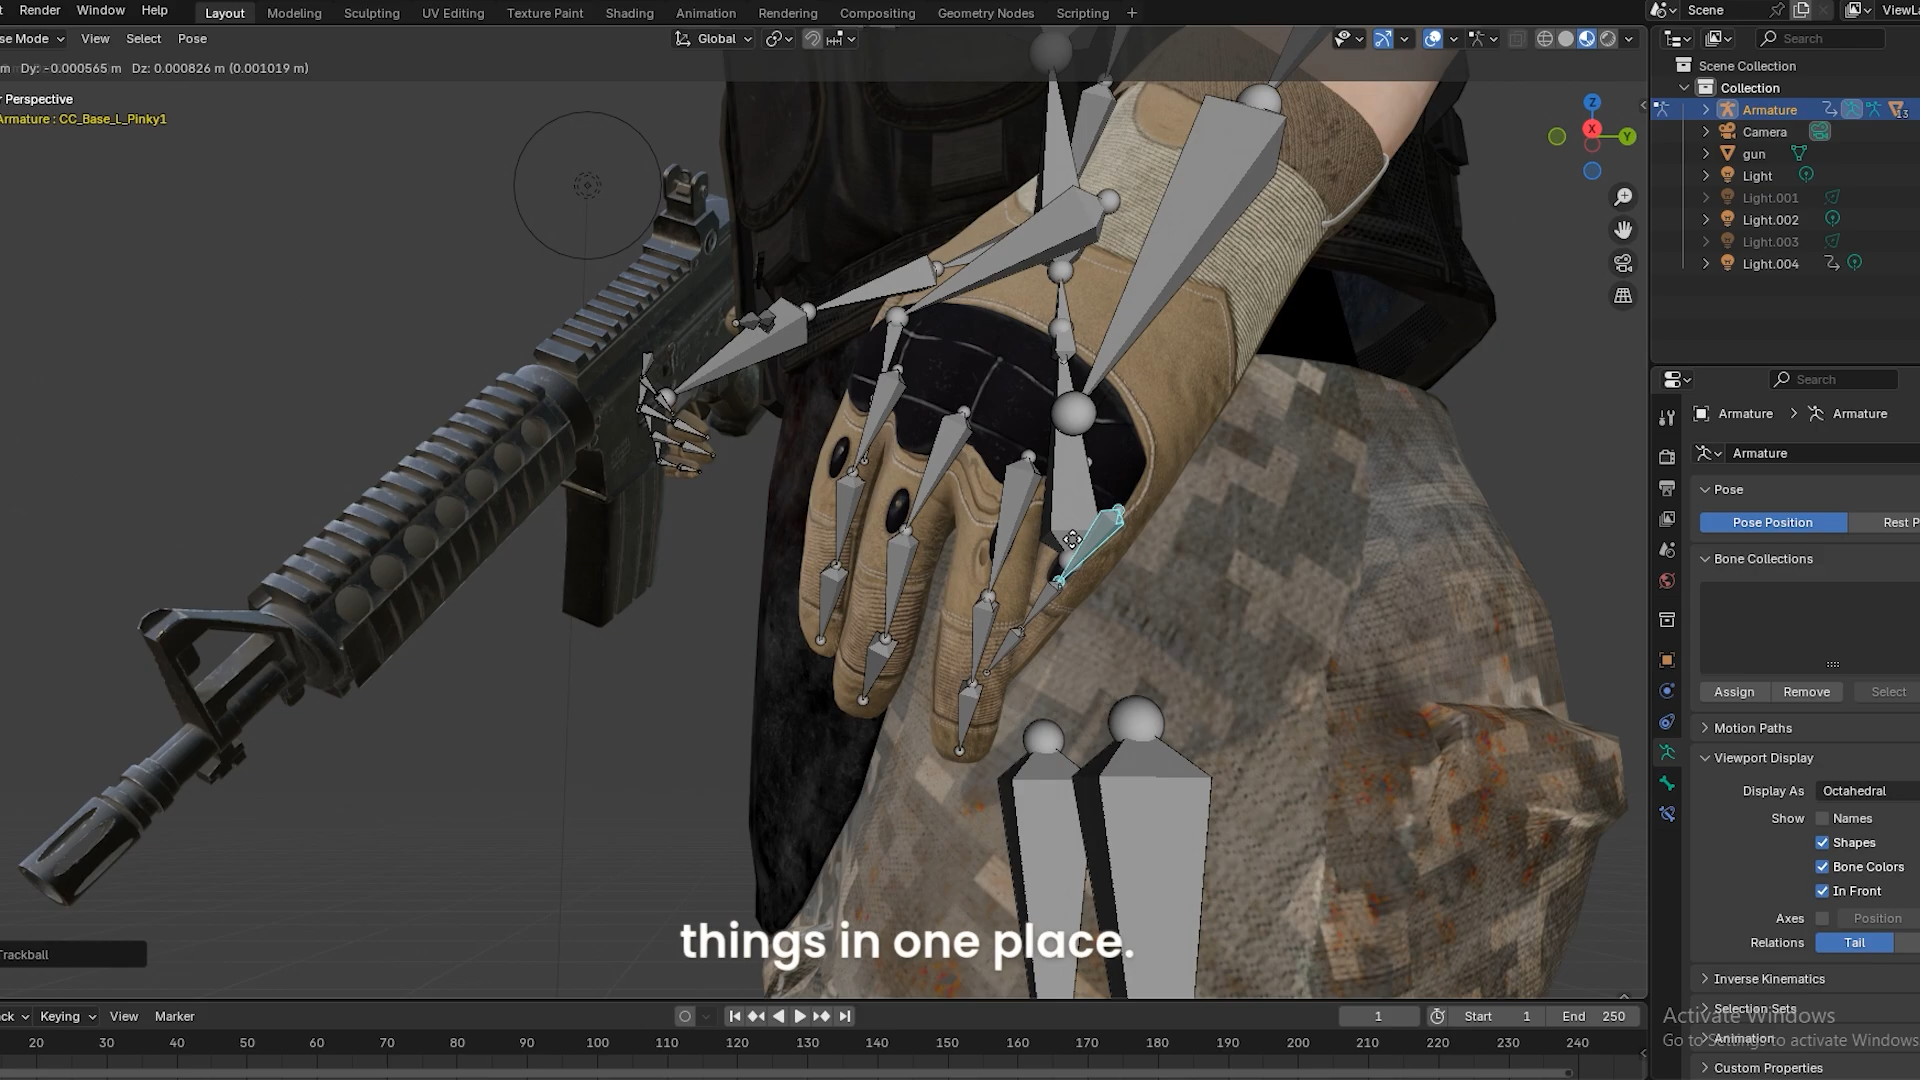 Render Window Help
Layout Modeling Sculpting UV Editing Texture Paint Shading Animation Rendering Compositing Geometry Nodes Scripting +
Scene
ViewLa
se Mode View Select Pose
Global
Search
m Dy: -0.000565 m Dz: 0.000826 m (0.001019 m)
r Perspective
Armature : CC_Base_L_Pinky1
Z
X
Y
Scene Collection
Collection
Armature
13
Camera
gun
Light
Light.001
Light.002
Light.003
Light.004
Search
Armature > Armature
Armature
Pose
Pose Position Rest P
Bone Collections
Assign Remove Select
Motion Paths
Viewport Display
Display As Octahedral
Show Names
Shapes
Bone Colors
In Front
Axes Position
Relations Tail
Inverse Kinematics
Selection Sets
Animation
Custom Properties
Activate Windows
Go to Settings to activate Windows
things in one place.
Trackball
ck Keying View Marker
1 Start 1 End 250
20 30 40 50 60 70 80 90 100 110 120 130 140 150 160 170 180 190 200 210 220 230 240